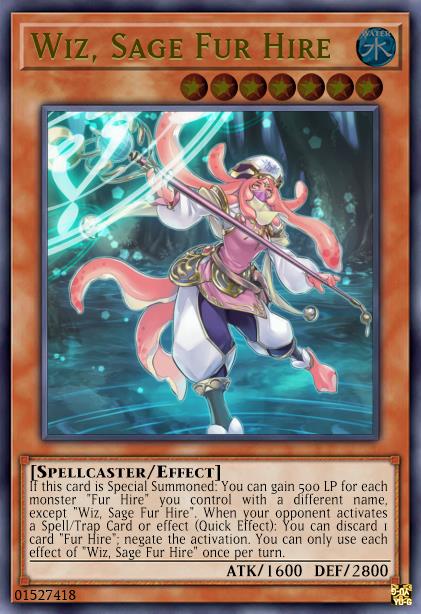 Wiz, Sage Fur Hire
WATER
水
[Spellcaster/Effect]
If this card is Special Summoned: You can gain 500 LP for each
monster "Fur Hire" you control with a different name,
except "Wiz, Sage Fur Hire". When your opponent activates
a Spell/Trap Card or effect (Quick Effect): You can discard 1
card "Fur Hire"; negate the activation. You can only use each
effect of "Wiz, Sage Fur Hire" once per turn.
ATK/1600 DEF/2800
01527418